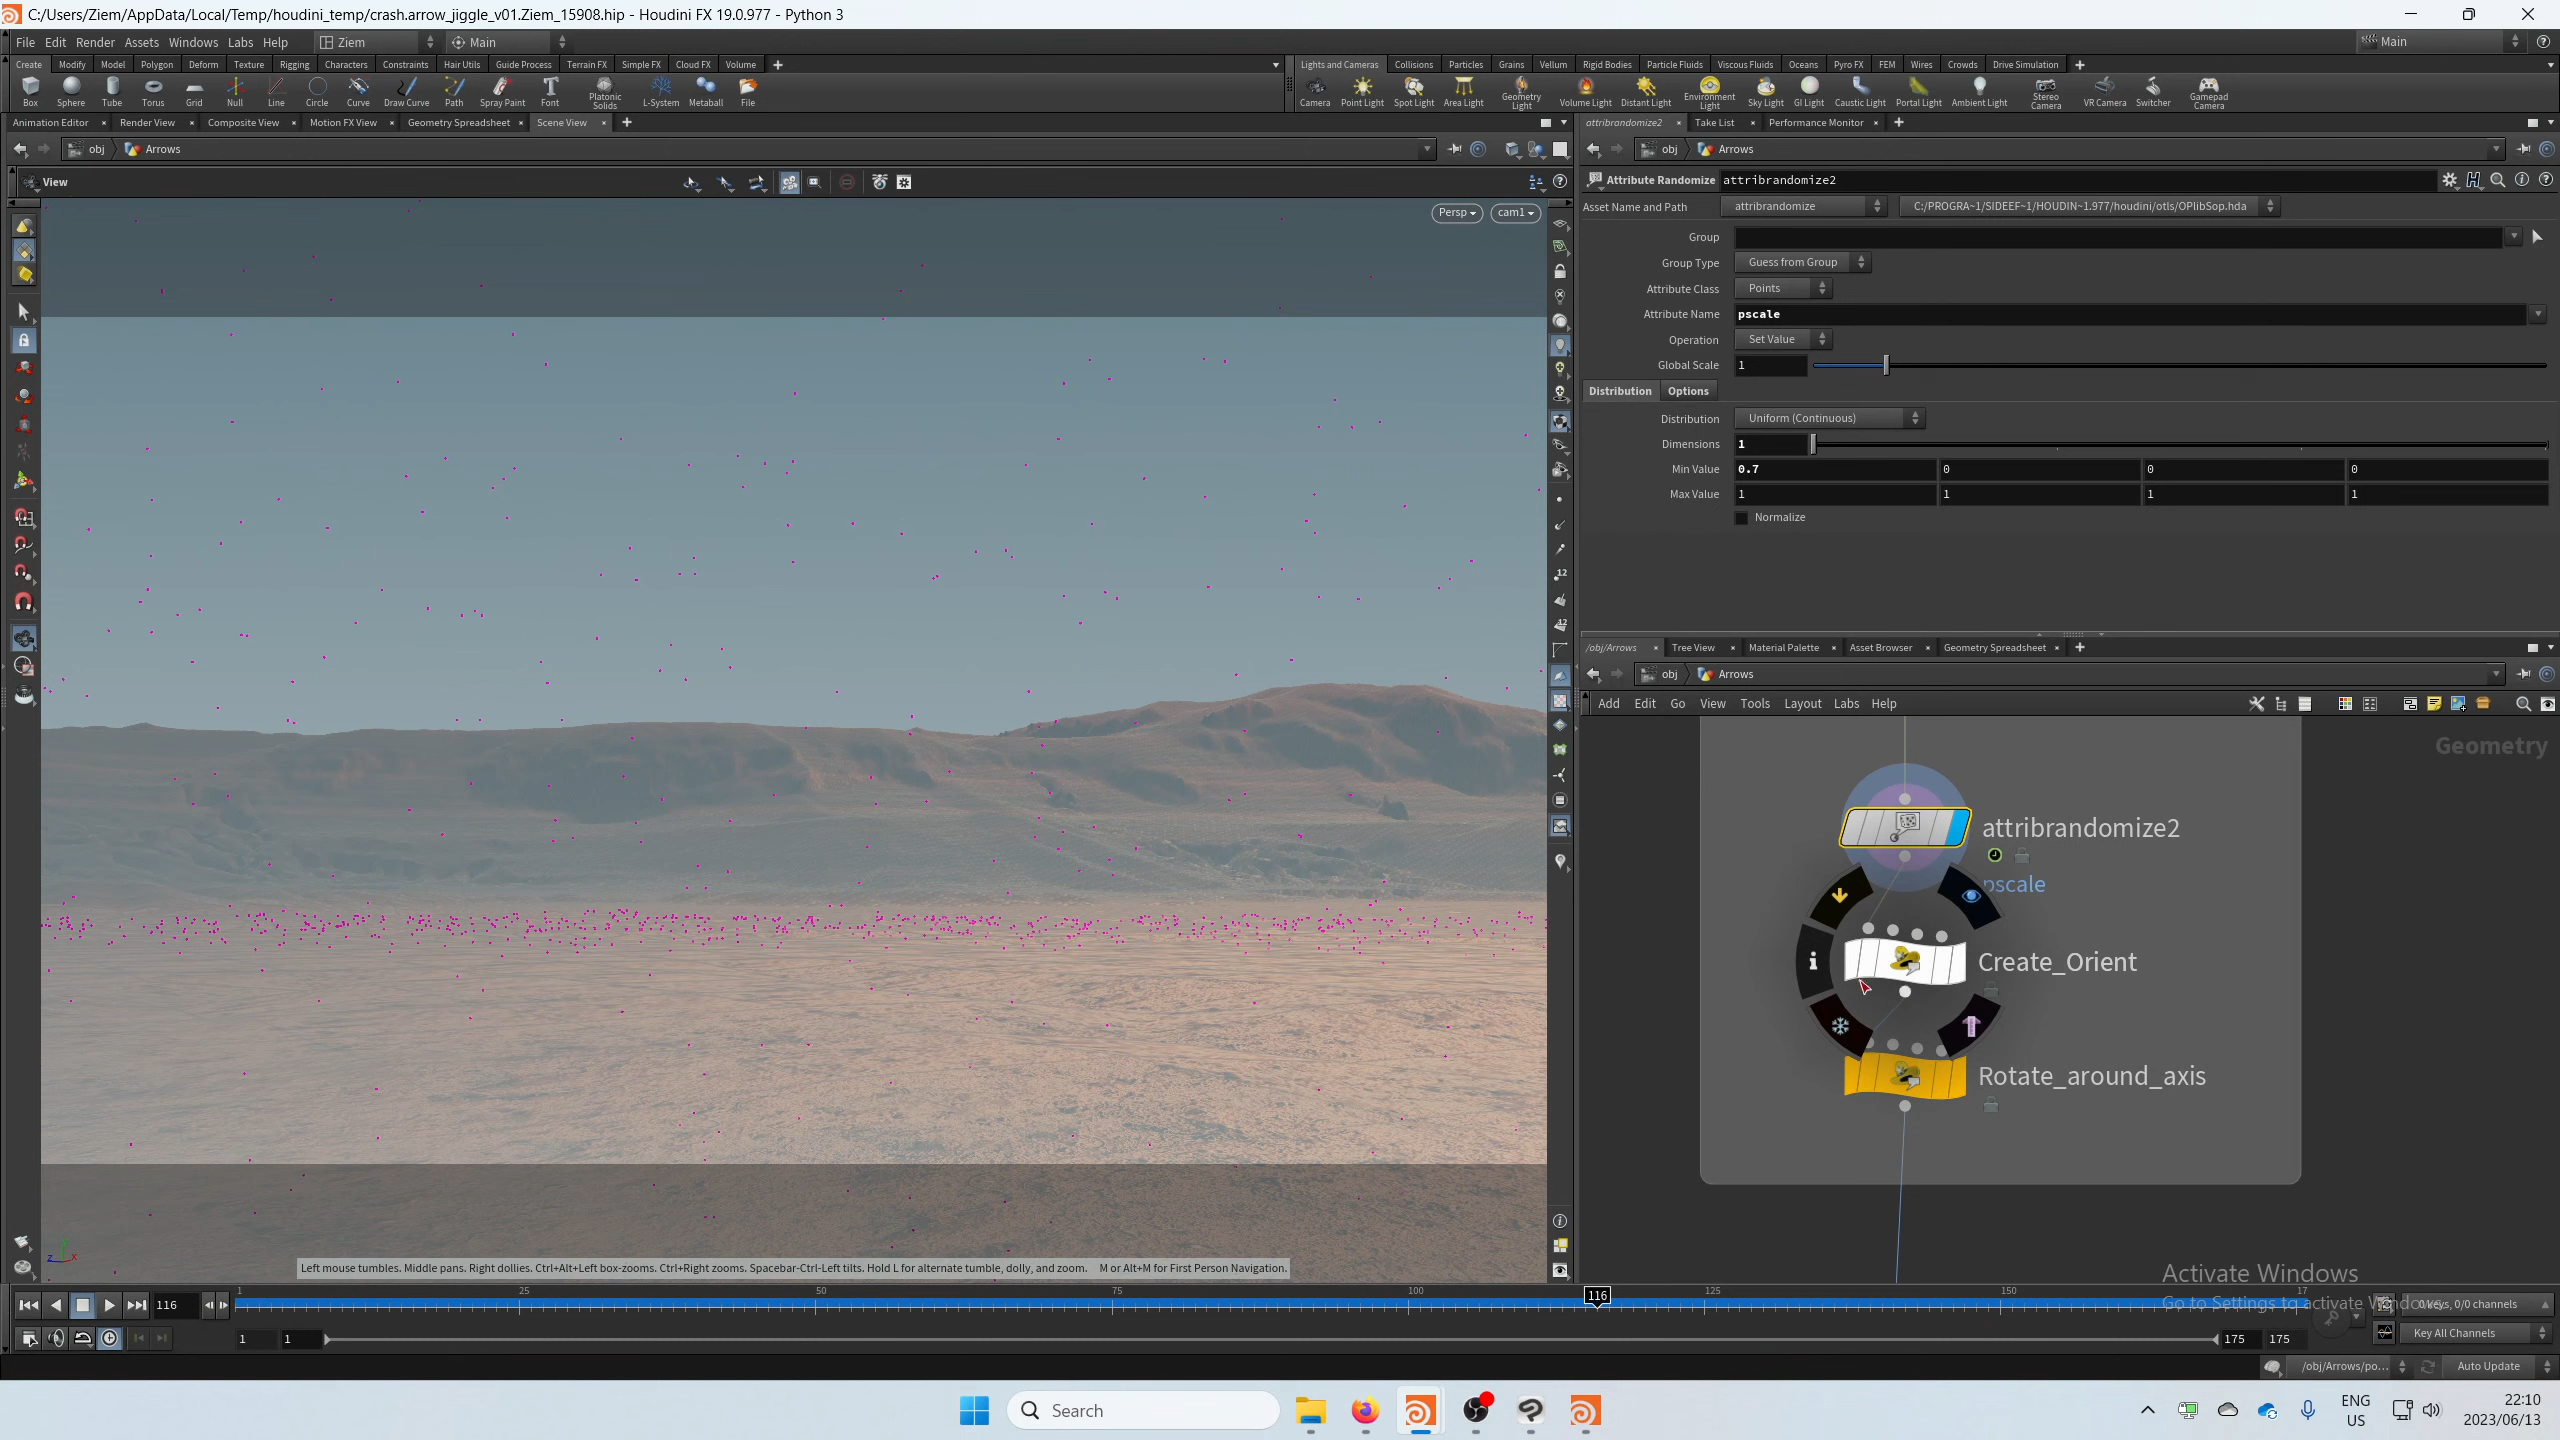 C:/Users/Ziem/AppData/Local/Temp/houdini_temp/crash.arrow_jiggle_v01.Ziem_15908.hip - Houdini FX 19.0.977 - Python 3
File Edit Render Assets Windows Labs Help Ziem Main Main
Create Modify Model Polygon Deform Texture Rigging Characters Constraints Hair Utils Guide Process Terrain FX Simple FX Cloud FX Volume
Lights and Cameras Collisions Particles Grains Vellum Rigid Bodies Particle Fluids Viscous Fluids Oceans Pyro FX FEM Wires Crowds Drive Simulation
Box Sphere Tube Torus Grid Null Line Circle Curve Draw Curve Path Spray Paint Font Platonic Solids L-System Metaball File
Camera Point Light Spot Light Area Light Geometry Light Volume Light Distant Light Environment Light Sky Light GI Light Caustic Light Portal Light Ambient Light Stereo Camera VR Camera Switcher Gamepad Camera
Animation Editor Render View Composite View Motion FX View Geometry Spreadsheet Scene View
attribrandomize2 Take List Performance Monitor
obj Arrows
obj Arrows
View
Persp cam1
Attribute Randomize attribrandomize2
Asset Name and Path attribrandomize C:/PROGRA~1/SIDEEF~1/HOUDIN~1.977/houdini/otls/OPlibSop.hda
Group
Group Type Guess from Group
Attribute Class Points
Attribute Name pscale
Operation Set Value
Global Scale 1
Distribution Options
Distribution Uniform (Continuous)
Dimensions 1
Min Value 0.7 0 0 0
Max Value 1 1 1 1
Normalize
/obj/Arrows Tree View Material Palette Asset Browser Geometry Spreadsheet
obj Arrows
Add Edit Go View Tools Layout Labs Help
Geometry
attribrandomize2
pscale
Create_Orient
Rotate_around_axis
Left mouse tumbles. Middle pans. Right dollies. Ctrl+Alt+Left box-zooms. Ctrl+Right zooms. Spacebar-Ctrl-Left tilts. Hold L for alternate tumble, dolly, and zoom. M or Alt+M for First Person Navigation.
Activate Windows
Go to Settings to activate Windows.
116 1 25 50 75 100 116 125 150 17
0 keys, 0/0 channels
1 1 175 175
Key All Channels
/obj/Arrows/po... Auto Update
Search
ENG
US
22:10
2023/06/13